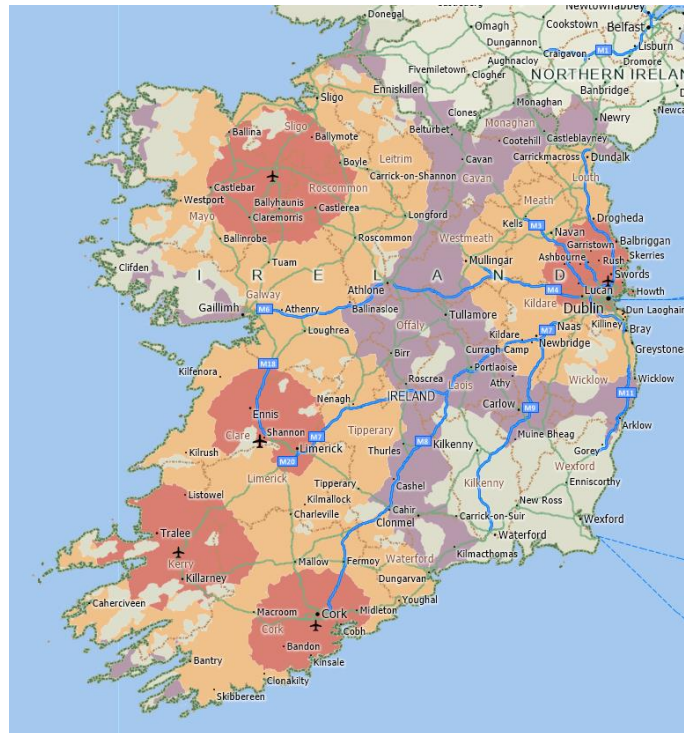 Donegal
Newtownabbey
Omagh
Cookstown
Belfast
Dungannon
M1
Lisburn
Craigavon
Aughnacloy
Dromore
Fivemiletown
Clogher
NORTHERN IREL
Enniskillen
Banbridge
Newca
Monaghan
Sligo
Clones
Newry
Monaghan
Belturbet
Castleblayney
Ballina
Sligo
Cootehill
Ballymote
Leitrim
Cavan
Carrickmacross
Dundalk
Boyle
Cavan
Louth
Castlebar
Roscommon
Carrick-on-Shannon
Westport
Ballyhaunis
Castlerea
Meath
Mayo
Claremorris
Longford
Kells
M3
Drogheda
Ballinrobe
Roscommon
Westmeath
Navan
Balbriggan
Garristown
Tuam
Mullingar
Ashbourne
Rush
Skerries
Clifden
I R E L A N D
Swords
Galway
Athlone
M4
Lucan
Howth
Gaillimh
M6
Athenry
Ballinasloe
Kildare
Dublin
Tullamore
Dun Laoghair
Loughrea
Offaly
Kildare
M7
Naas
Killiney
Bray
Newbridge
M18
Birr
Curragh Camp
Greystones
Kilfenora
Portlaoise
Roscrea
Laois
Athy
Wicklow
Wicklow
Ennis
Nenagh
IRELAND
Carlow
M9
M11
Clare
Shannon
M7
Tipperary
Arklow
Kilrush
Limerick
Thurles
M8
Kilkenny
Muine Bheag
Gorey
M20
Limerick
Wexford
Listowel
Tipperary
Cashel
Kilkenny
Enniscorthy
Kilmallock
New Ross
Charleville
Cahir
Carrick-on-Suir
Wexford
Tralee
Clonmel
Waterford
Kerry
Mallow
Fermoy
Waterford
Kilmacthomas
Killarney
Dungarvan
Caherciveen
Macroom
Youghal
Cork
Midleton
Cork
Cobh
Bandon
Bantry
Kinsale
Clonakilty
Skibbereen